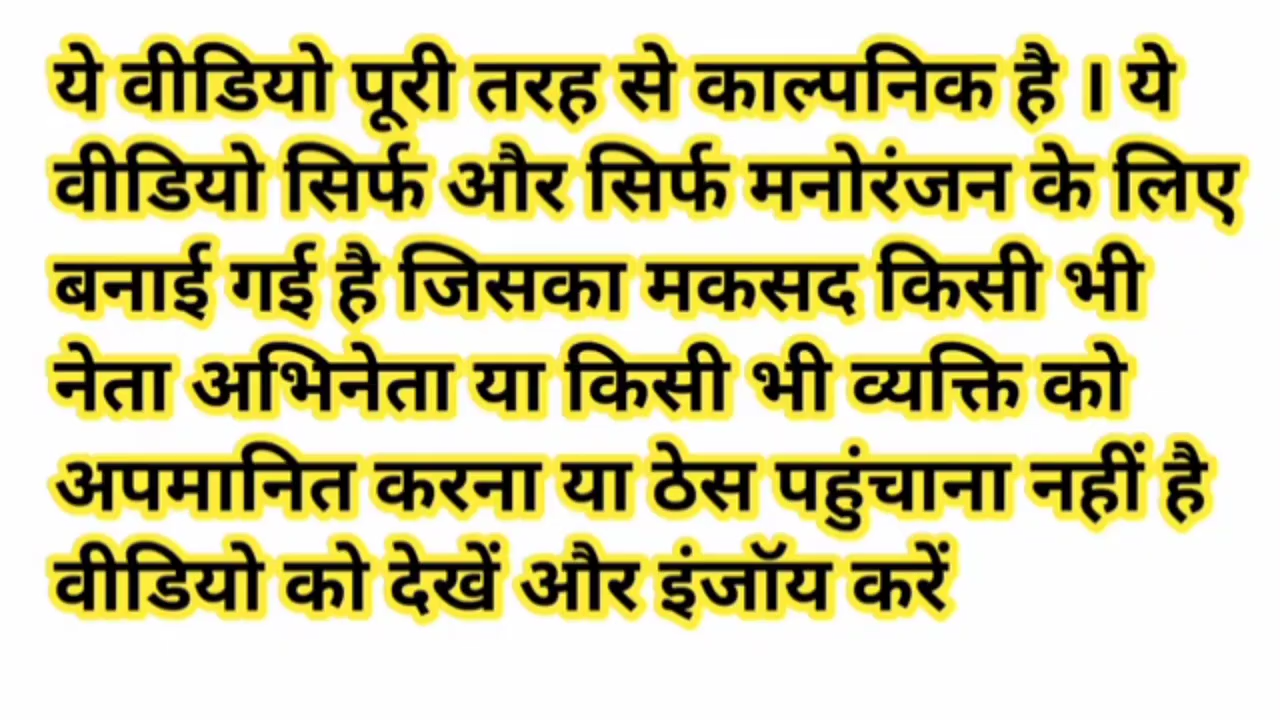 ये वीडियो पूरी तरह से काल्पनिक है । ये
वीडियो सिर्फ और सिर्फ मनोरंजन के लिए
बनाई गई है जिसका मकसद किसी भी
नेता अभिनेता या किसी भी व्यक्ति को
अपमानित करना या ठेस पहुंचाना नहीं है
वीडियो को देखें और इंजॉय करें